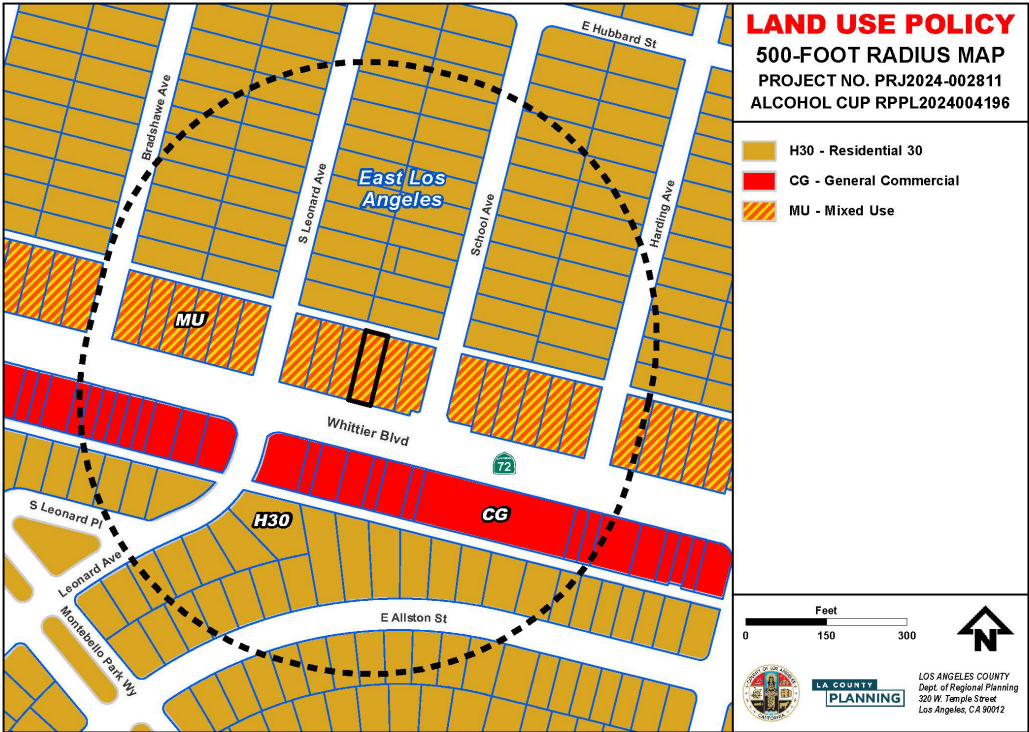 LAND USE POLICY
500-FOOT RADIUS MAP
PROJECT NO. PRJ2024-002811
ALCOHOL CUP RPPL2024004196
H30 - Residential 30
CG - General Commercial
MU - Mixed Use
E Hubbard St
Bradshawe Ave
S Leonard Ave
East Los
Angeles
School Ave
Harding Ave
MU
Whittier Blvd
72
CG
H30
S Leonard Pl
Leonard Ave
Montebello Park Wy
E Allston St
Feet
0 150 300
N
LA COUNTY
PLANNING
LOS ANGELES COUNTY
Dept. of Regional Planning
320 W. Temple Street
Los Angeles, CA 90012